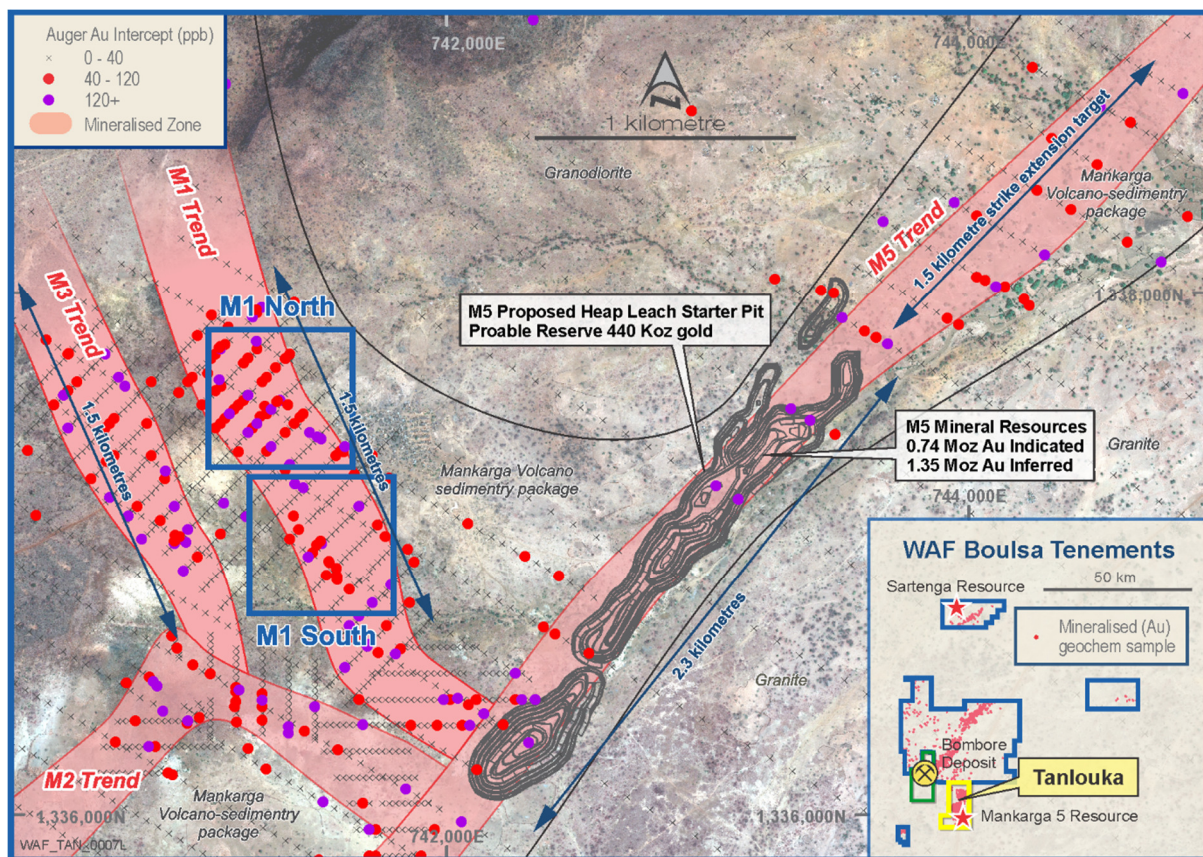 Auger Au Intercept (ppb)
0 - 40
40 - 120
120+
Mineralised Zone
742,000E
744,000E
N
1 kilometre
Granodiorite
1.5 kilometre strike extension target
Mankarga
Volcano-sedimentry
package
M5 Trend
M1 Trend
M3 Trend
M1 North
1.5 kilometres
1.5 kilometres
M5 Proposed Heap Leach Starter Pit
Proable Reserve 440 Koz gold
1,338,000N
M5 Mineral Resources
0.74 Moz Au Indicated
1.35 Moz Au Inferred
Granite
Mankarga Volcano
sedimentry package
744,000E
M1 South
2.3 kilometres
Granite
M2 Trend
Mankarga
Volcano-sedimentry
package
1,336,000N
742,000E
1,336,000N
WAF_TAN_0007L
WAF Boulsa Tenements
Sartenga Resource
50 km
Mineralised (Au)
geochem sample
Bombore
Deposit
Tanlouka
Mankarga 5 Resource